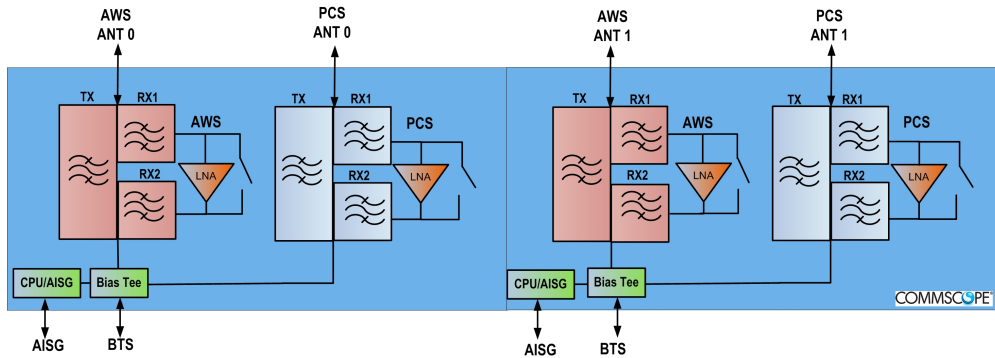 AWS
ANT 0
PCS
ANT 0
TX
RX1
AWS
LNA
RX2
TX
RX1
PCS
LNA
RX2
CPU/AISG
Bias Tee
AISG
BTS
AWS
ANT 1
PCS
ANT 1
TX
RX1
AWS
LNA
RX2
TX
RX1
PCS
LNA
RX2
CPU/AISG
Bias Tee
AISG
BTS
COMMSCOPE®